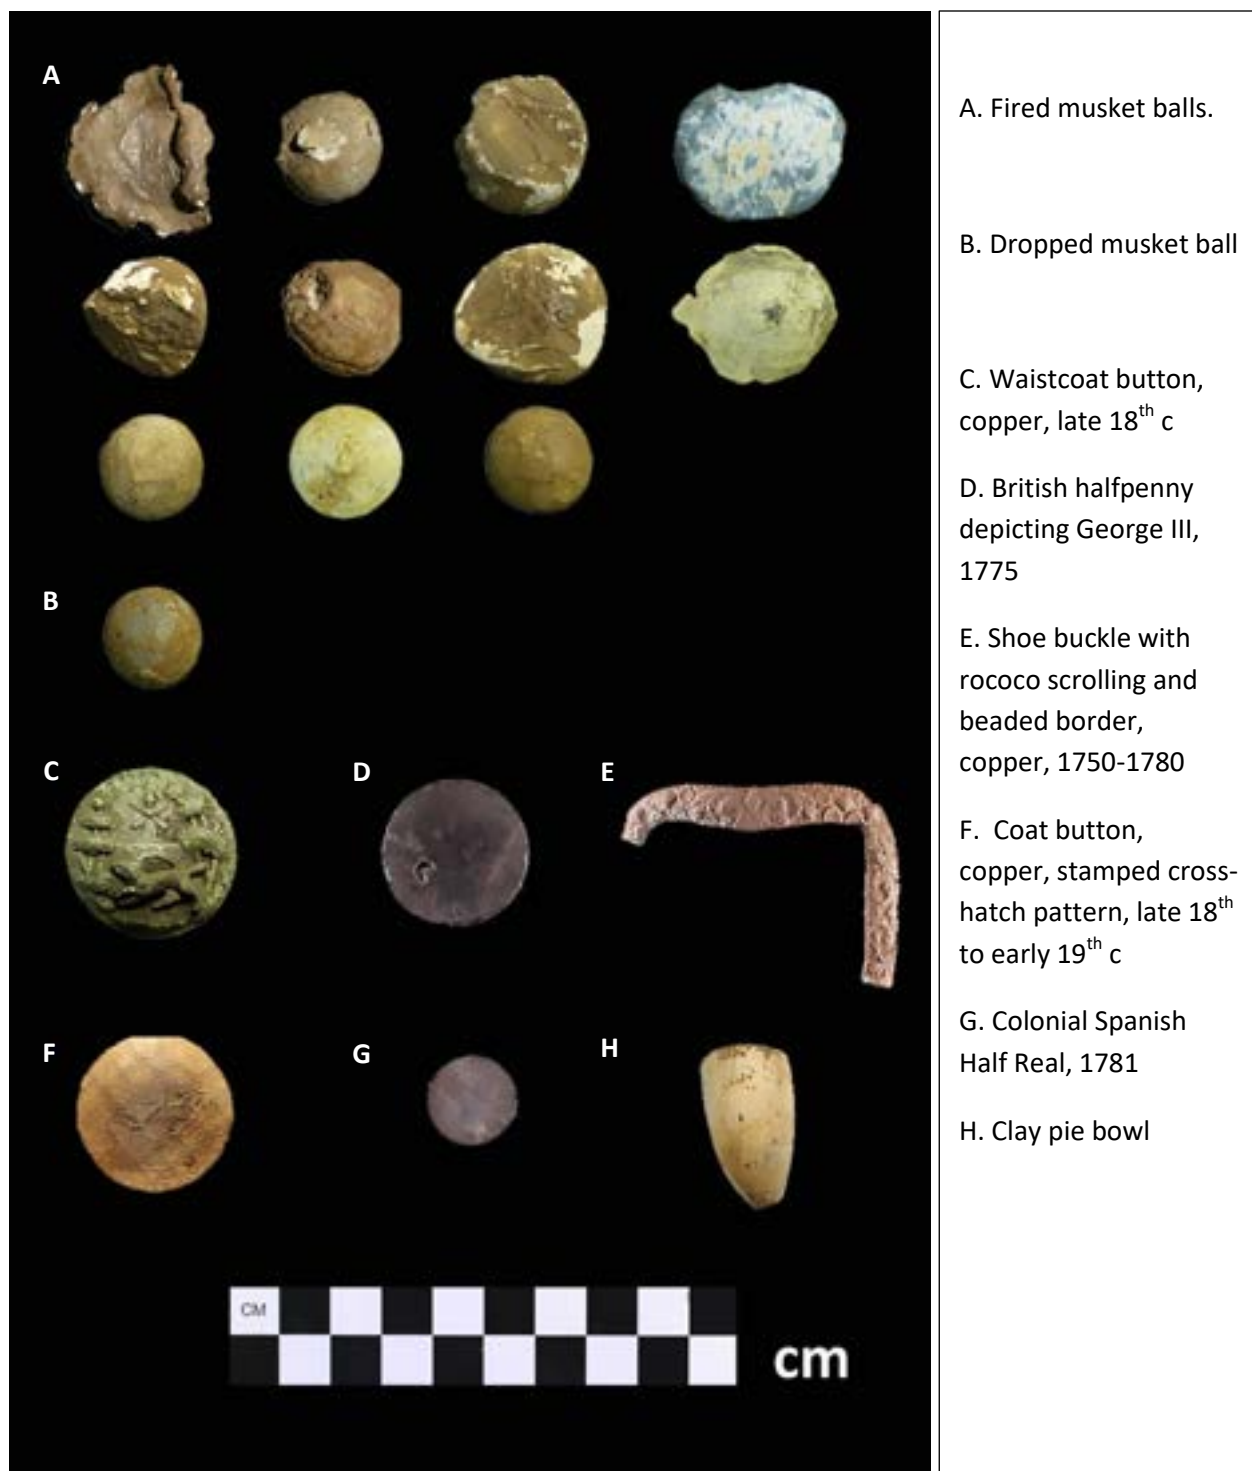 A
B
C
D
E
F
G
H
CM
cm
A. Fired musket balls.
B. Dropped musket ball
C. Waistcoat button,
copper, late 18th c
D. British halfpenny
depicting George III,
1775
E. Shoe buckle with
rococo scrolling and
beaded border,
copper, 1750-1780
F.  Coat button,
copper, stamped cross-
hatch pattern, late 18th
to early 19th c
G. Colonial Spanish
Half Real, 1781
H. Clay pie bowl